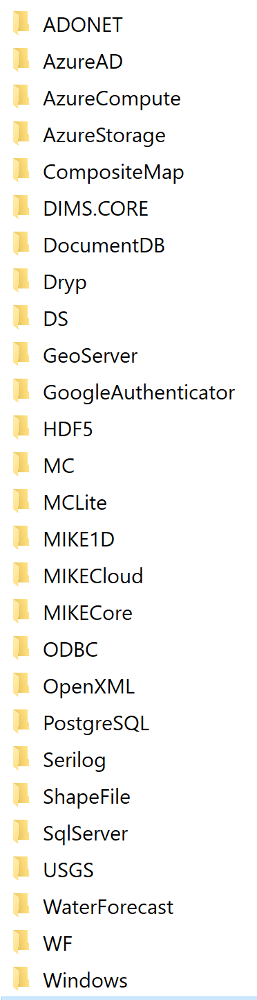 ADONET
AzureAD
AzureCompute
AzureStorage
CompositeMap
DIMS.CORE
DocumentDB
Dryp
DS
GeoServer
GoogleAuthenticator
HDF5
MC
MCLite
MIKE1D
MIKECloud
MIKECore
ODBC
OpenXML
PostgreSQL
Serilog
ShapeFile
SqlServer
USGS
WaterForecast
WF
Windows